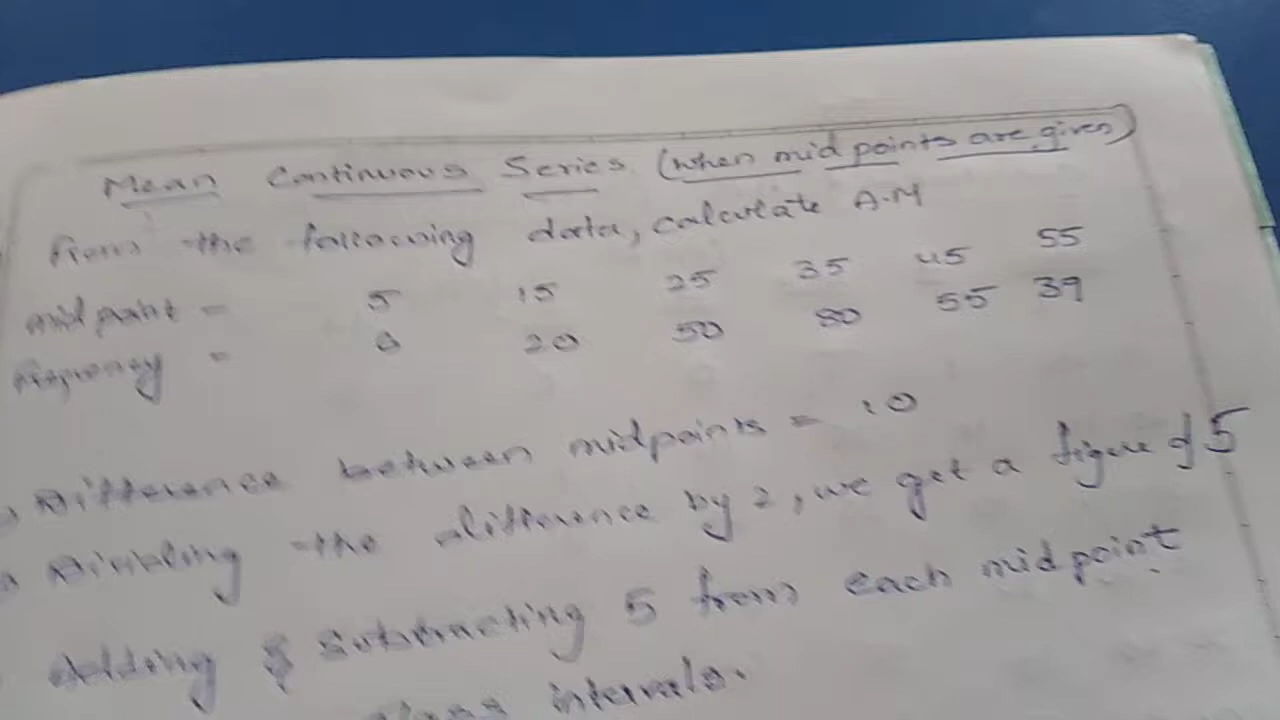 Mean Continuous Series (when mid points are given)
From the following data, calculate A.M
mid point = 5 15 25 35 45 55
frequency = 20 50 80 55 39
Difference between midpoints = 10
Dividing the difference by 2, we get a figure of 5
Adding & subtracting 5 from each midpoint
class intervals.